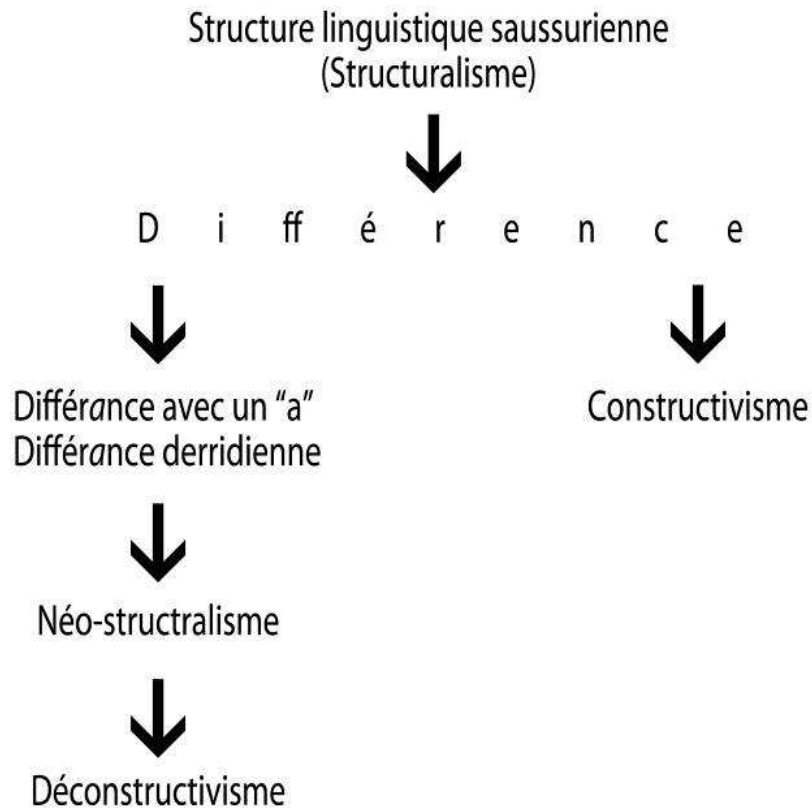 Structure linguistique saussurienne
(Structuralisme)
D i ff é r e n c e
Différance avec un “a”
Différance derridienne
Constructivisme
Néo-structralisme
Déconstructivisme